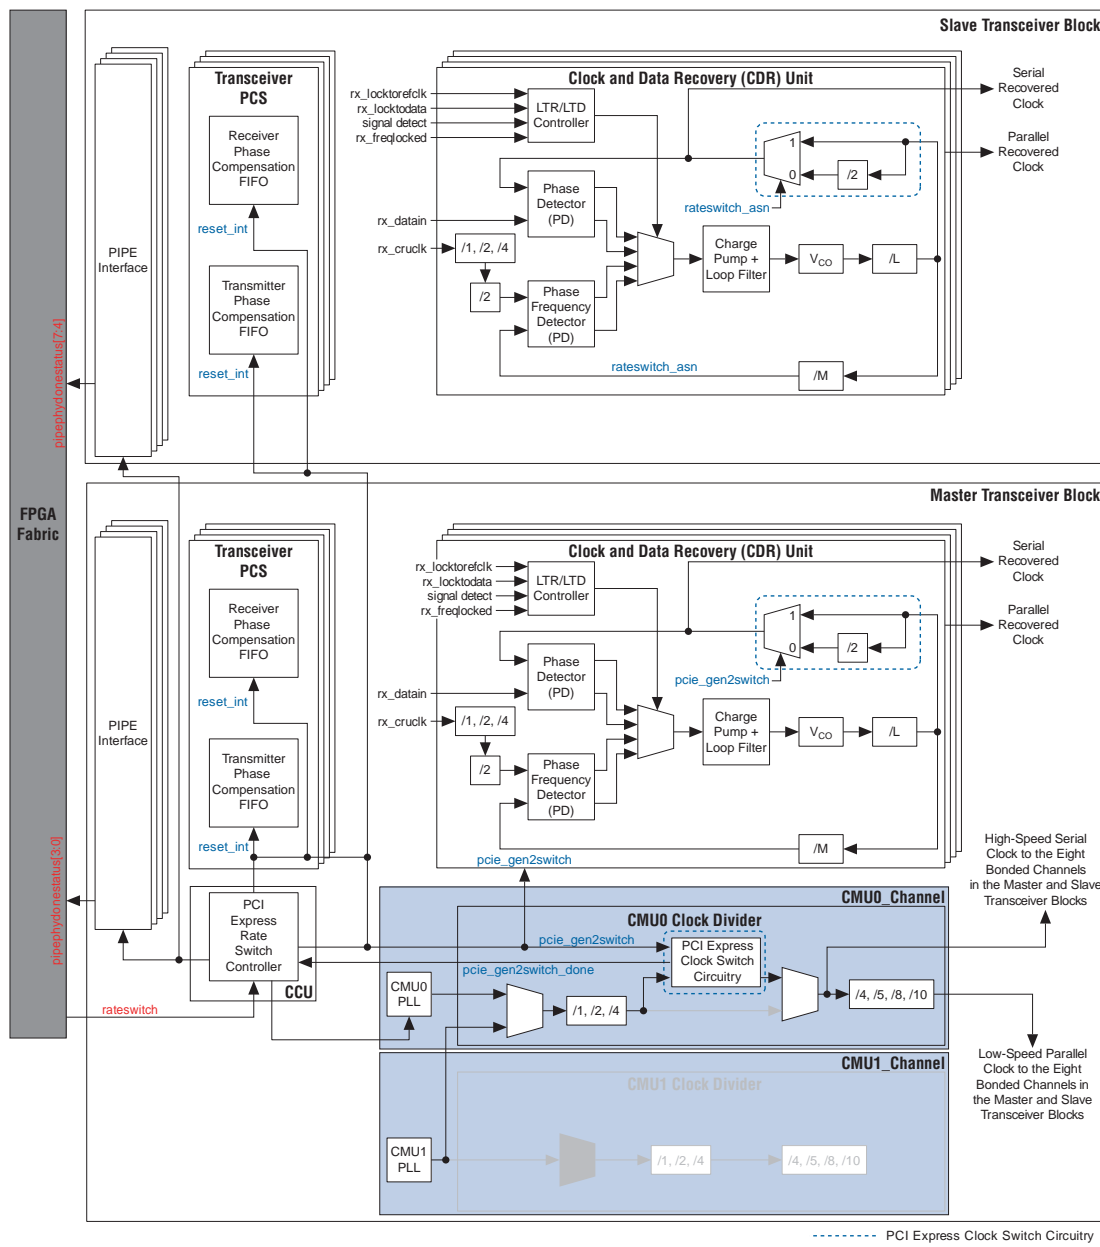 Slave Transceiver Block
Transceiver
PCS
Receiver
Phase
Compensation
FIFO
reset_int
Transmitter
Phase
Compensation
FIFO
reset_int
PIPE
Interface
pipephydonestatus[7:4]
Clock and Data Recovery (CDR) Unit
rx_locktorefclk
rx_locktodata
signal detect
rx_freqlocked
LTR/LTD
Controller
1
0
/2
rateswitch_asn
Serial
Recovered
Clock
Parallel
Recovered
Clock
rx_datain
rx_cruclk
/1, /2, /4
/2
Phase
Detector
(PD)
Phase
Frequency
Detector
(PD)
Charge
Pump +
Loop Filter
VCO
/L
rateswitch_asn
/M
FPGA
Fabric
Master Transceiver Block
Transceiver
PCS
Receiver
Phase
Compensation
FIFO
reset_int
Transmitter
Phase
Compensation
FIFO
reset_int
PIPE
Interface
pipephydonestatus[3:0]
Clock and Data Recovery (CDR) Unit
rx_locktorefclk
rx_locktodata
signal detect
rx_freqlocked
LTR/LTD
Controller
1
0
/2
pcie_gen2switch
Serial
Recovered
Clock
Parallel
Recovered
Clock
rx_datain
rx_cruclk
/1, /2, /4
/2
Phase
Detector
(PD)
Phase
Frequency
Detector
(PD)
Charge
Pump +
Loop Filter
VCO
/L
/M
pcie_gen2switch
High-Speed Serial
Clock to the Eight
Bonded Channels
in the Master and Slave
Transceiver Blocks
PCI
Express
Rate
Switch
Controller
CCU
rateswitch
CMU0_Channel
CMU0 Clock Divider
pcie_gen2switch
pcie_gen2switch_done
PCI Express
Clock Switch
Circuitry
CMU0
PLL
/1, /2, /4
/4, /5, /8, /10
Low-Speed Parallel
Clock to the Eight
Bonded Channels in
the Master and Slave
Transceiver Blocks
CMU1_Channel
CMU1 Clock Divider
CMU1
PLL
/1, /2, /4
/4, /5, /8, /10
PCI Express Clock Switch Circuitry